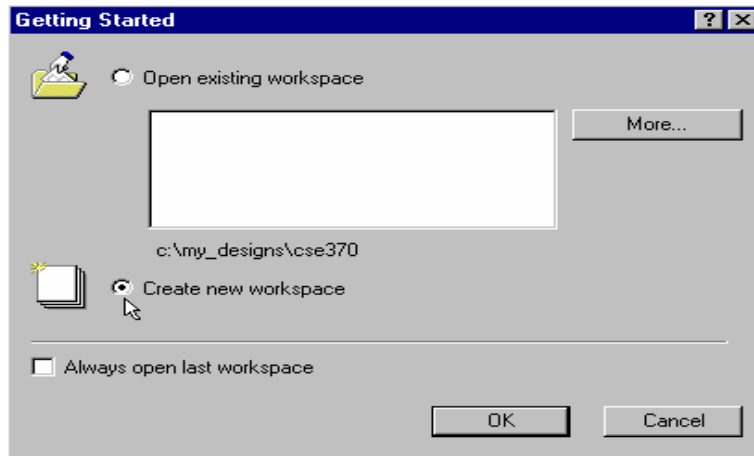 Getting Started
Open existing workspace
More...
c:\my_designs\cse370
Create new workspace
Always open last workspace
OK
Cancel